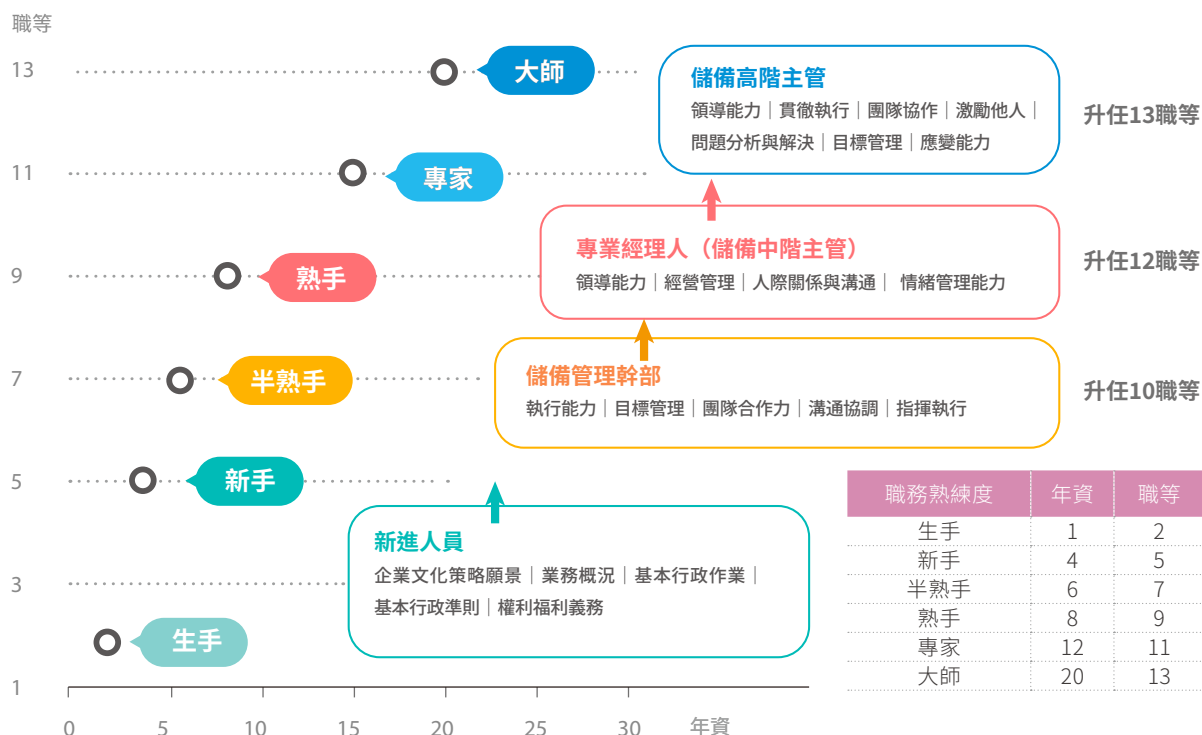 職等
13
大師
儲備高階主管
領導能力｜貫徹執行｜團隊協作｜激勵他人｜
問題分析與解決｜目標管理｜應變能力
升任13職等
11
專家
專業經理人（儲備中階主管）
領導能力｜經營管理｜人際關係與溝通｜ 情緒管理能力
升任12職等
9
熟手
7
半熟手
儲備管理幹部
執行能力｜目標管理｜團隊合作力｜溝通協調｜指揮執行
升任10職等
5
新手
新進人員
企業文化策略願景｜業務概況｜基本行政作業｜
基本行政準則｜權利福利義務
3
生手
1
0 5 10 15 20 25 30 年資
職務熟練度 年資 職等
生手 1 2
新手 4 5
半熟手 6 7
熟手 8 9
專家 12 11
大師 20 13